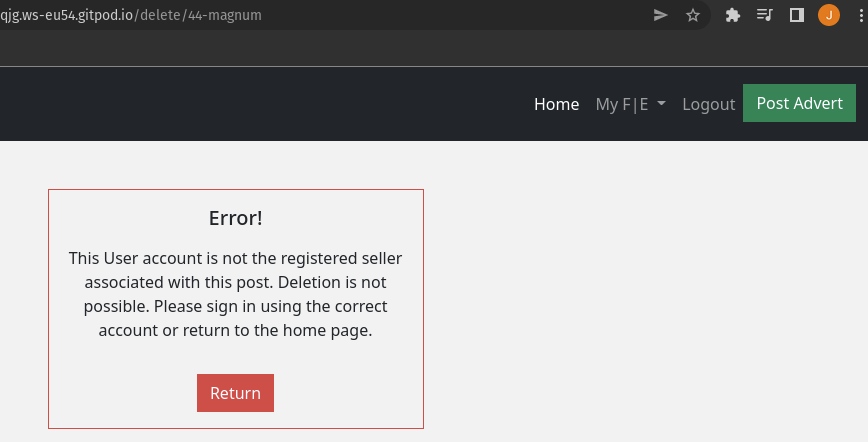 qjg.ws-eu54.gitpod.io/delete/44-magnum
J
Home My F|E Logout Post Advert
Error!
This User account is not the registered seller
associated with this post. Deletion is not
possible. Please sign in using the correct
account or return to the home page.
Return